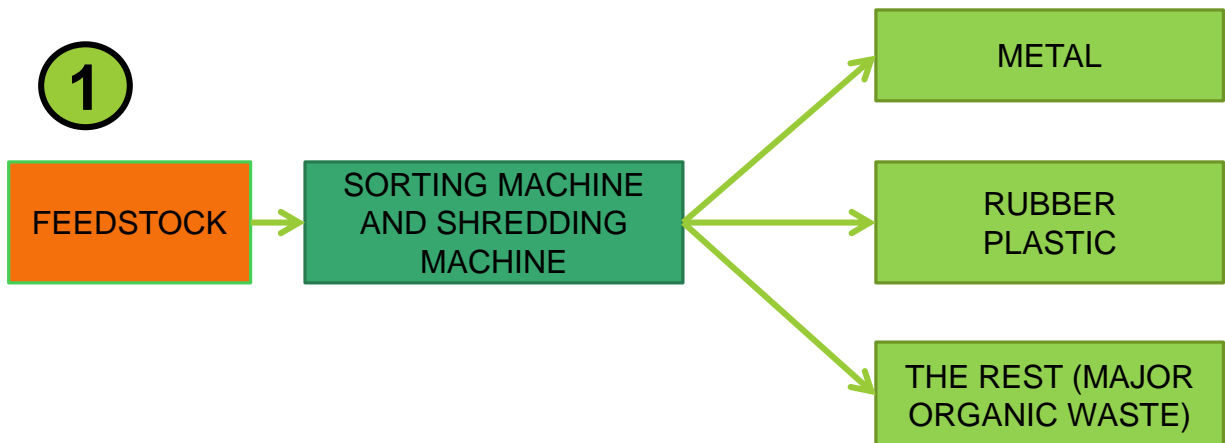 1
FEEDSTOCK
SORTING MACHINE
AND SHREDDING
MACHINE
METAL
RUBBER
PLASTIC
THE REST (MAJOR
ORGANIC WASTE)